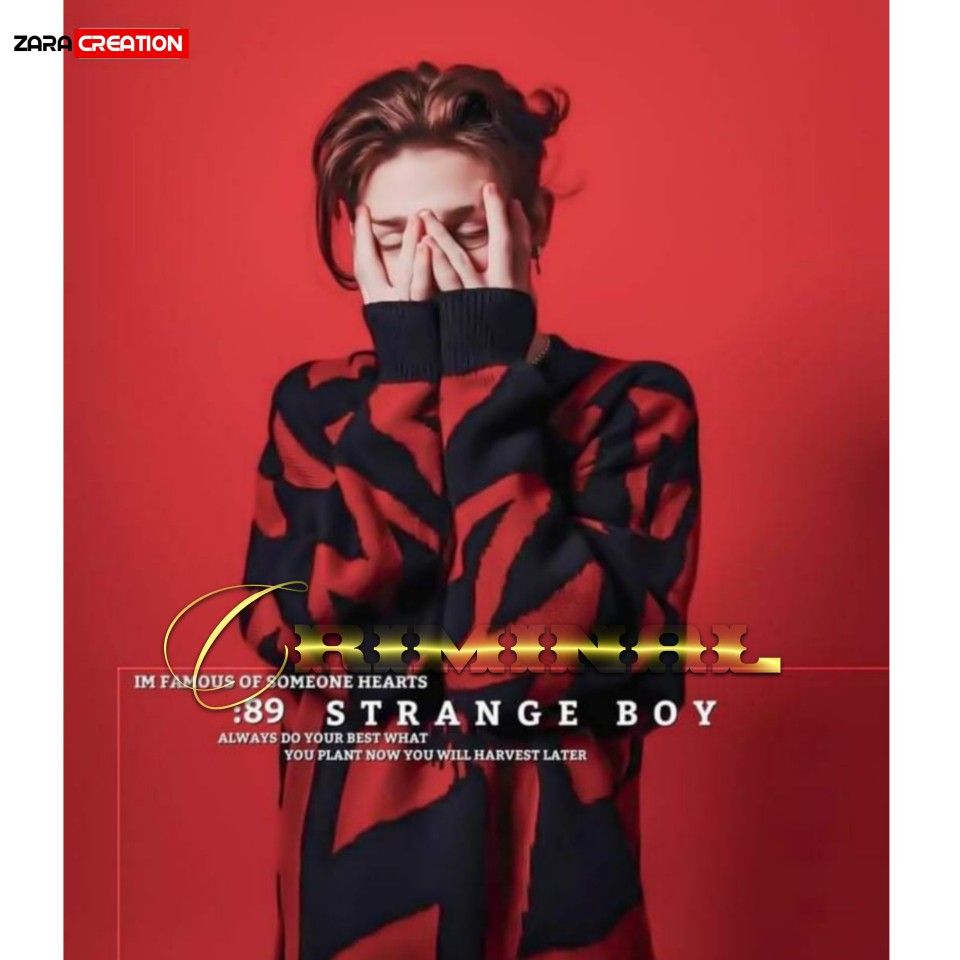 ZARA CREATION
CRIMINAL
IM FAMOUS OF SOMEONE HEARTS
:89 STRANGE BOY
ALWAYS DO YOUR BEST WHAT
YOU PLANT NOW YOU WILL HARVEST LATER